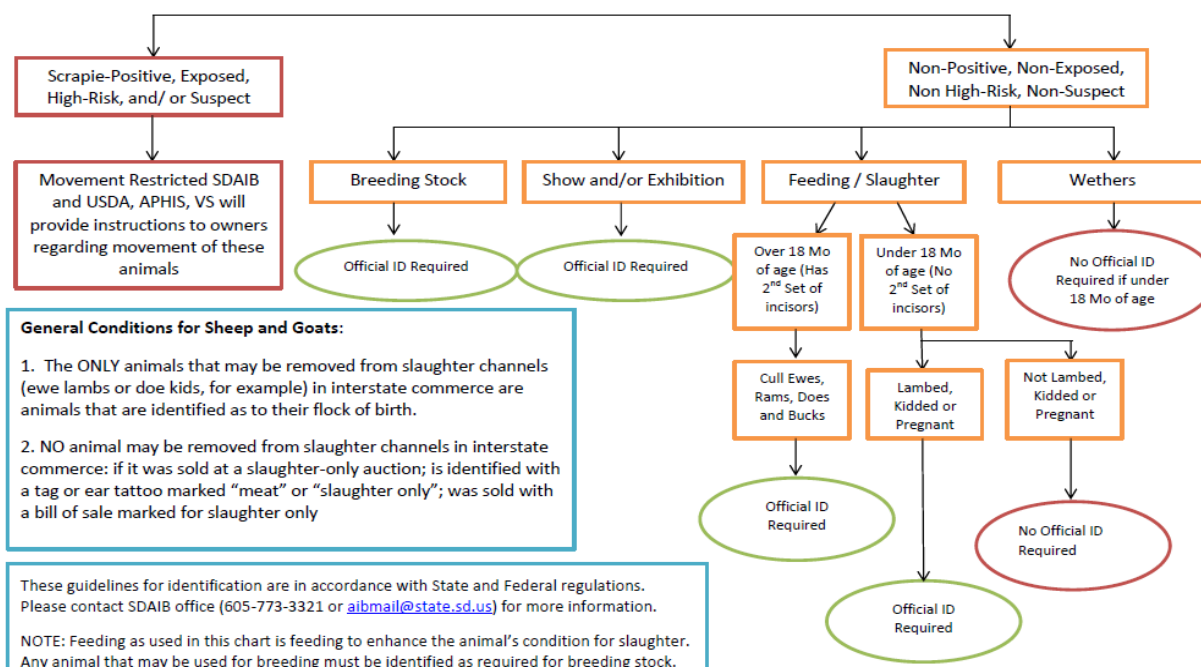 Scrapie-Positive, Exposed,
High-Risk, and/ or Suspect
Non-Positive, Non-Exposed,
Non High-Risk, Non-Suspect
Movement Restricted SDAIB
and USDA, APHIS, VS will
provide instructions to owners
regarding movement of these
animals
Breeding Stock
Show and/or Exhibition
Feeding / Slaughter
Wethers
Official ID Required
Official ID Required
Over 18 Mo
of age (Has
2nd Set of
incisors)
Under 18 Mo
of age (No
2nd Set of
incisors)
No Official ID
Required if under
18 Mo of age
Cull Ewes,
Rams, Does
and Bucks
Lambed,
Kidded or
Pregnant
Not Lambed,
Kidded or
Pregnant
Official ID
Required
No Official ID
Required
Official ID
Required
General Conditions for Sheep and Goats:
1. The ONLY animals that may be removed from slaughter channels
(ewe lambs or doe kids, for example) in interstate commerce are
animals that are identified as to their flock of birth.
2. NO animal may be removed from slaughter channels in interstate
commerce: if it was sold at a slaughter-only auction; is identified with
a tag or ear tattoo marked “meat” or “slaughter only”; was sold with
a bill of sale marked for slaughter only
These guidelines for identification are in accordance with State and Federal regulations.
Please contact SDAIB office (605-773-3321 or aibmail@state.sd.us) for more information.
NOTE: Feeding as used in this chart is feeding to enhance the animal’s condition for slaughter.
Any animal that may be used for breeding must be identified as required for breeding stock.